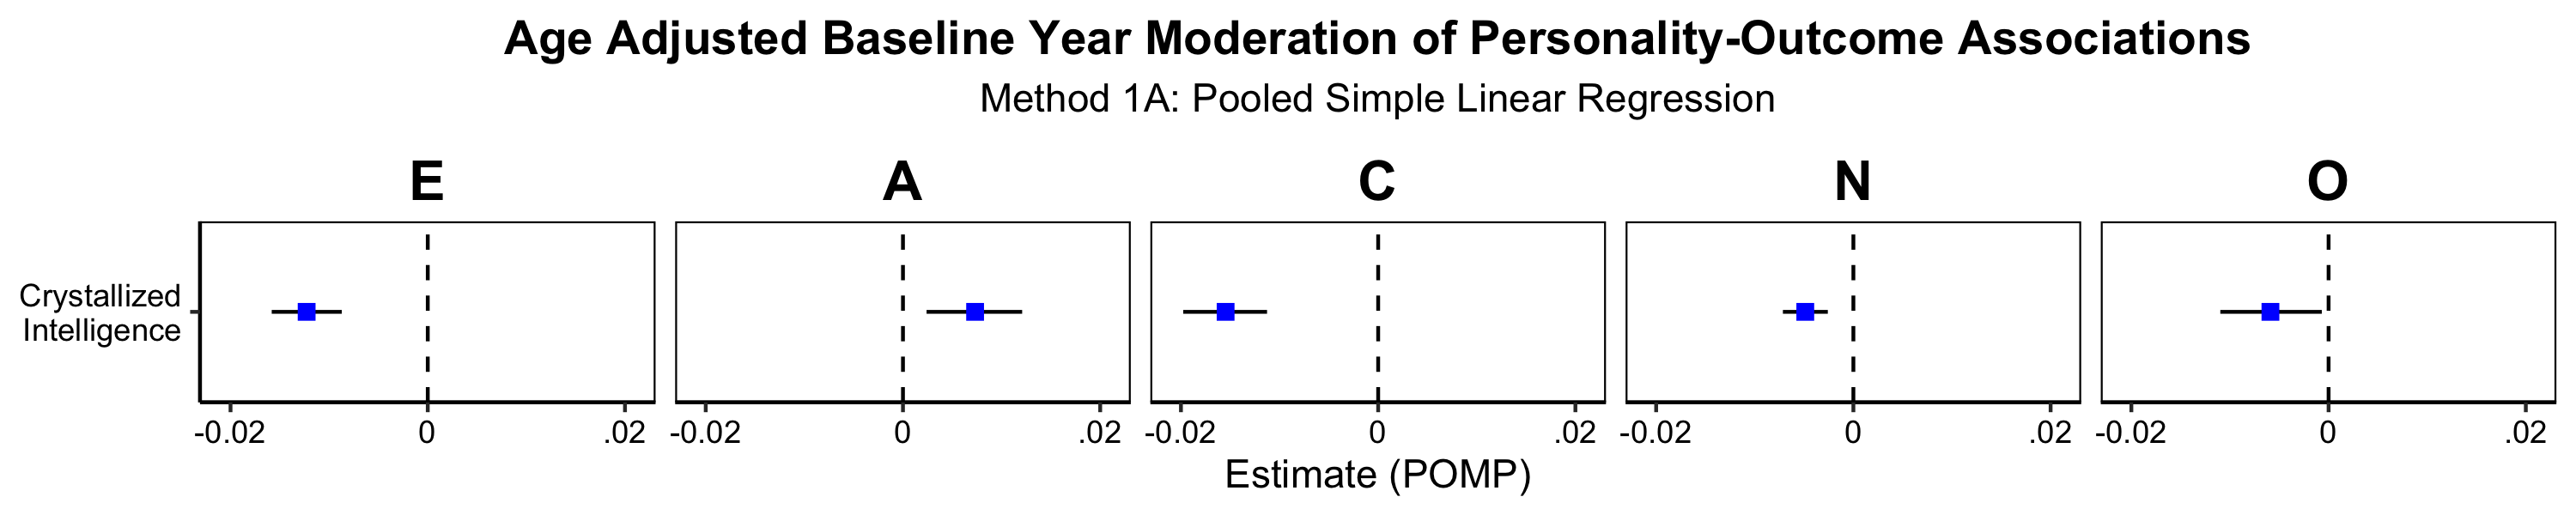 Age Adjusted Baseline Year Moderation of Personality-Outcome Associations
Method 1A: Pooled Simple Linear Regression
E A C N O
Crystallized
Intelligence
-0.02 0 .02 -0.02 0 .02 -0.02 0 .02 -0.02 0 .02 -0.02 0 .02
Estimate (POMP)